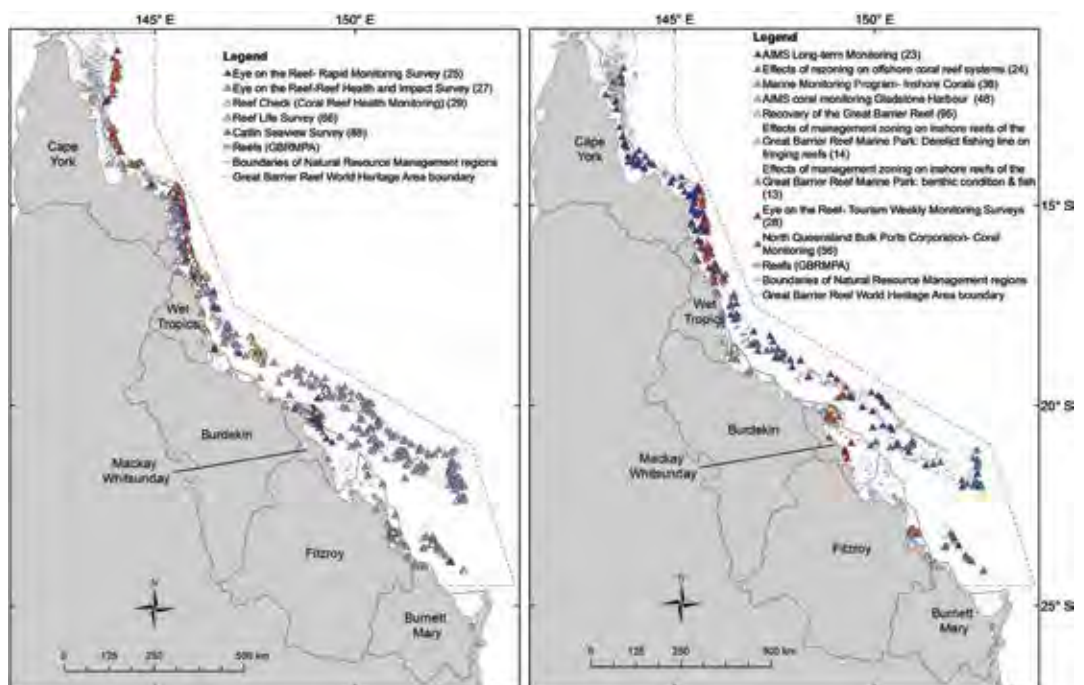 145° E
150° E
Legend
Eye on the Reef- Rapid Monitoring Survey (25)
Eye on the Reef-Reef Health and Impact Survey (27)
Reef Check (Coral Reef Health Monitoring) (29)
Reef Life Survey (66)
Catlin Seaview Survey (88)
Reefs (GBRMPA)
Boundaries of Natural Resource Management regions
Great Barrier Reef World Heritage Area boundary
Cape
York
Wet
Tropics
Burdekin
Mackay
Whitsunday
Fitzroy
Burnett
Mary
N
0 125 250 500 km
145° E
150° E
Legend
AIMS Long-term Monitoring (23)
Effects of rezoning on offshore coral reef systems (24)
Marine Monitoring Program- Inshore Corals (36)
AIMS coral monitoring Gladstone Harbour (46)
Recovery of the Great Barrier Reef (95)
Effects of management zoning on inshore reefs of the
Great Barrier Reef Marine Park: Derelict fishing line on
fringing reefs (14)
Effects of management zoning on inshore reefs of the
Great Barrier Reef Marine Park: benthic condition & fish
(13)
Eye on the Reef- Tourism Weekly Monitoring Surveys
(28)
North Queensland Bulk Ports Corporation- Coral
Monitoring (56)
Reefs (GBRMPA)
Boundaries of Natural Resource Management regions
Great Barrier Reef World Heritage Area boundary
Cape
York
15° S
Wet
Tropics
20° S
Burdekin
Mackay
Whitsunday
Fitzroy
Burnett
Mary
25° S
0 125 250 500 km